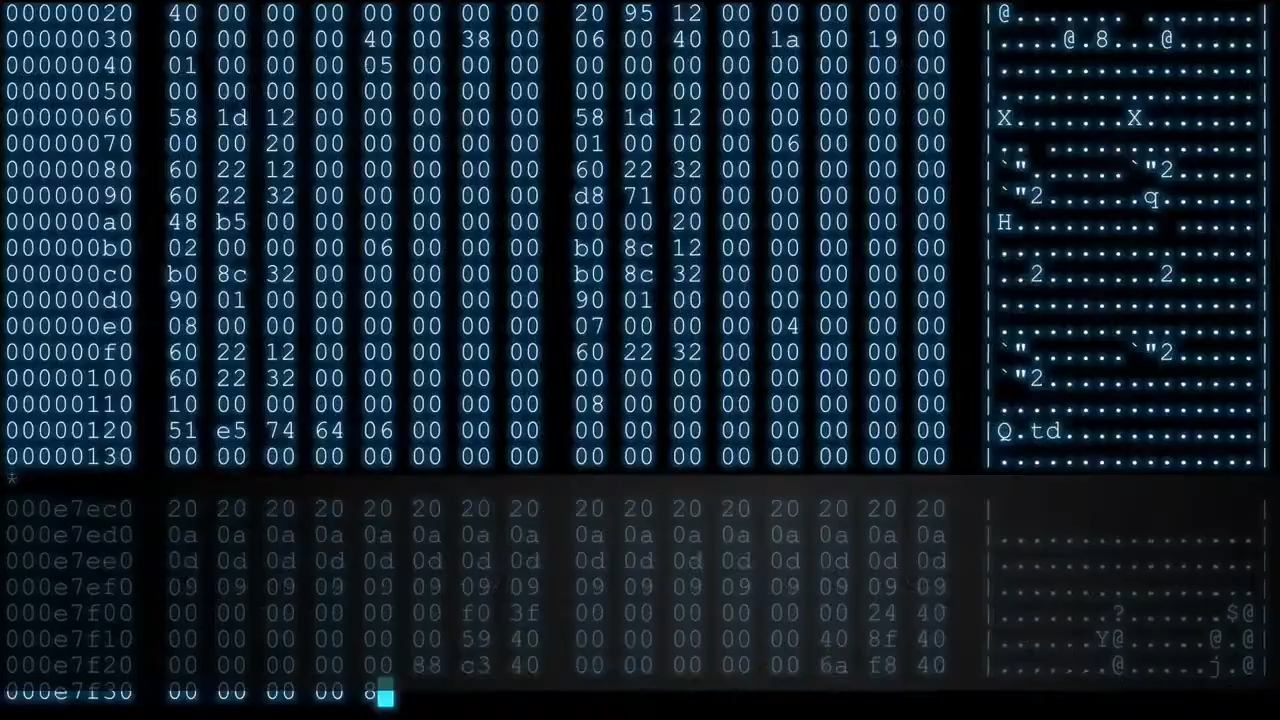 00000020 40 00 00 00 00 00 00 00 20 95 12 00 00 00 00 00 |@....... .......|
00000030 00 00 00 00 40 00 38 00 06 00 40 00 1a 00 19 00 |....@.8...@.....|
00000040 01 00 00 00 05 00 00 00 00 00 00 00 00 00 00 00 |................|
00000050 00 00 00 00 00 00 00 00 00 00 00 00 00 00 00 00 |................|
00000060 58 1d 12 00 00 00 00 00 58 1d 12 00 00 00 00 00 |X.......X.......|
00000070 00 00 20 00 00 00 00 00 01 00 00 00 06 00 00 00 |.. .............|
00000080 60 22 12 00 00 00 00 00 60 22 32 00 00 00 00 00 |`"......`"2.....|
00000090 60 22 32 00 00 00 00 00 d8 71 00 00 00 00 00 00 |`"2......q......|
000000a0 48 b5 00 00 00 00 00 00 00 00 20 00 00 00 00 00 |H......... .....|
000000b0 02 00 00 00 06 00 00 00 b0 8c 12 00 00 00 00 00 |................|
000000c0 b0 8c 32 00 00 00 00 00 b0 8c 32 00 00 00 00 00 |..2.......2.....|
000000d0 90 01 00 00 00 00 00 00 90 01 00 00 00 00 00 00 |................|
000000e0 08 00 00 00 00 00 00 00 07 00 00 00 04 00 00 00 |................|
000000f0 60 22 12 00 00 00 00 00 60 22 32 00 00 00 00 00 |`"......`"2.....|
00000100 60 22 32 00 00 00 00 00 00 00 00 00 00 00 00 00 |`"2.............|
00000110 10 00 00 00 00 00 00 00 08 00 00 00 00 00 00 00 |................|
00000120 51 e5 74 64 06 00 00 00 00 00 00 00 00 00 00 00 |Q.td............|
00000130 00 00 00 00 00 00 00 00 00 00 00 00 00 00 00 00 |................|
*
000e7ec0 20 20 20 20 20 20 20 20 20 20 20 20 20 20 20 20 |                |
000e7ed0 0a 0a 0a 0a 0a 0a 0a 0a 0a 0a 0a 0a 0a 0a 0a 0a |................|
000e7ee0 0d 0d 0d 0d 0d 0d 0d 0d 0d 0d 0d 0d 0d 0d 0d 0d |................|
000e7ef0 09 09 09 09 09 09 09 09 09 09 09 09 09 09 09 09 |................|
000e7f00 00 00 00 00 00 00 f0 3f 00 00 00 00 00 00 24 40 |.......?......$@|
000e7f10 00 00 00 00 00 00 59 40 00 00 00 00 00 40 8f 40 |......Y@.....@.@|
000e7f20 00 00 00 00 00 88 c3 40 00 00 00 00 00 6a f8 40 |.......@.....j.@|
000e7f30 00 00 00 00 8